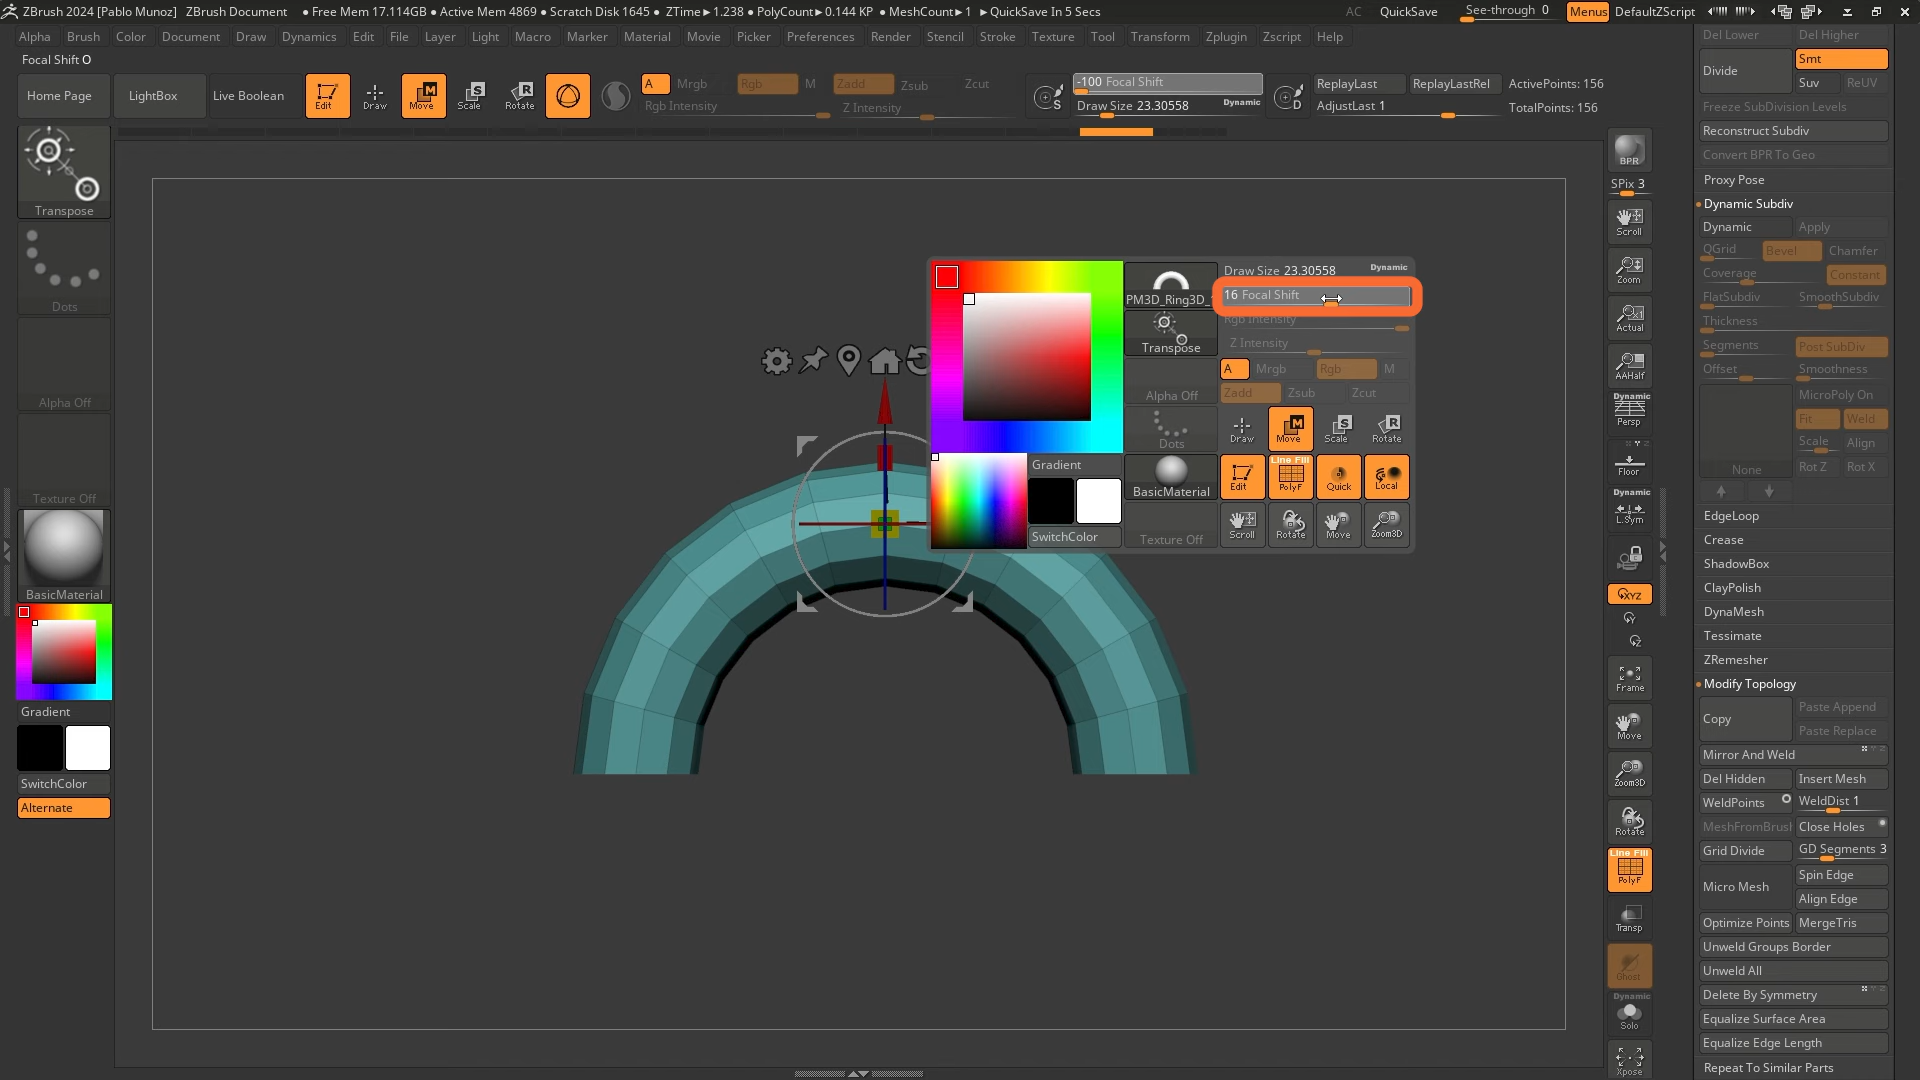 ZBrush 2024 [Pablo Munoz] ZBrush Document ● Free Mem 17.114GB ● Active Mem 4869 ● Scratch Disk 1645 ● ZTime►1.238 ● PolyCount►0.144 KP ● MeshCount►1 ►QuickSave In 5 Secs AC QuickSave See-through 0 Menus DefaultZScript
Alpha Brush Color Document Draw Dynamics Edit File Layer Light Macro Marker Material Movie Picker Preferences Render Stencil Stroke Texture Tool Transform Zplugin Zscript Help
Focal Shift O
Home Page LightBox Live Boolean Edit Draw Move Scale Rotate
A Mrgb Rgb M Zadd Zsub Zcut
Rgb Intensity Z Intensity
S -100 Focal Shift
Draw Size 23.30558 Dynamic
D ReplayLast ReplayLastRel ActivePoints: 156
AdjustLast 1 TotalPoints: 156
Transpose
Dots
Alpha Off
Texture Off
BasicMaterial
Gradient
SwitchColor
Alternate
Draw Size 23.30558 Dynamic
PM3D_Ring3D_
16 Focal Shift
Rgb Intensity
Transpose
Z Intensity
A Mrgb Rgb M
Alpha Off
Zadd Zsub Zcut
Dots
Draw Move Scale Rotate
Gradient
BasicMaterial
Edit Line Fill PolyF Quick Local
SwitchColor
Texture Off
Scroll Rotate Move Zoom3D
BPR
SPix 3
Scroll
Zoom
Actual
AAHalf
Dynamic
Persp
Floor
Dynamic
L.Sym
XYZ
Y
Z
Frame
Move
Zoom3D
Rotate
Line Fill
PolyF
Transp
Ghost
Dynamic
Solo
Xpose
Del Lower Del Higher
Divide Smt
Suv ReUV
Freeze SubDivision Levels
Reconstruct Subdiv
Convert BPR To Geo
Proxy Pose
Dynamic Subdiv
Dynamic Apply
QGrid Bevel Chamfer
Coverage Constant
FlatSubdiv SmoothSubdiv
Thickness
Segments Post SubDiv
Offset Smoothness
MicroPoly On
Fit Weld
Scale Align
None Rot Z Rot X
EdgeLoop
Crease
ShadowBox
ClayPolish
DynaMesh
Tessimate
ZRemesher
Modify Topology
Copy Paste Append
Paste Replace
Mirror And Weld
Del Hidden Insert Mesh
WeldPoints WeldDist 1
MeshFromBrush Close Holes
Grid Divide GD Segments 3
Micro Mesh Spin Edge
Align Edge
Optimize Points MergeTris
Unweld Groups Border
Unweld All
Delete By Symmetry
Equalize Surface Area
Equalize Edge Length
Repeat To Similar Parts